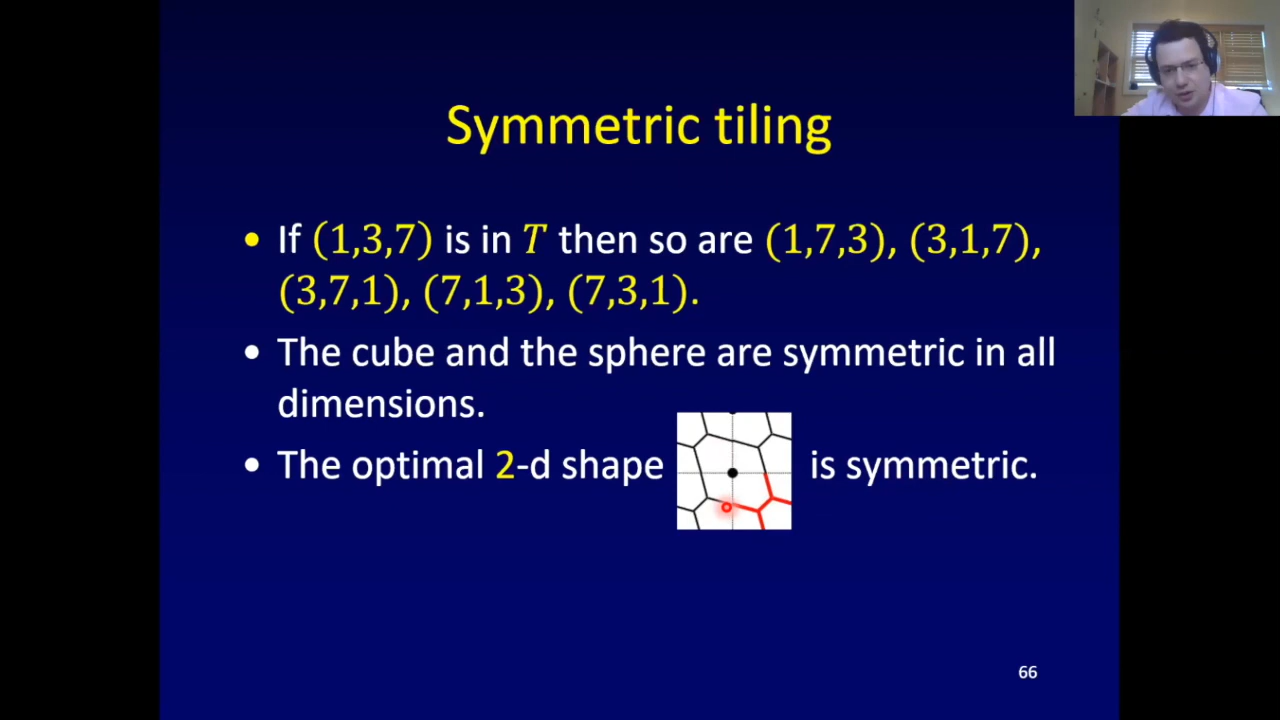 Symmetric tiling
• If (1,3,7) is in T then so are (1,7,3), (3,1,7),
(3,7,1), (7,1,3), (7,3,1).
• The cube and the sphere are symmetric in all
dimensions.
• The optimal 2-d shape is symmetric.
66